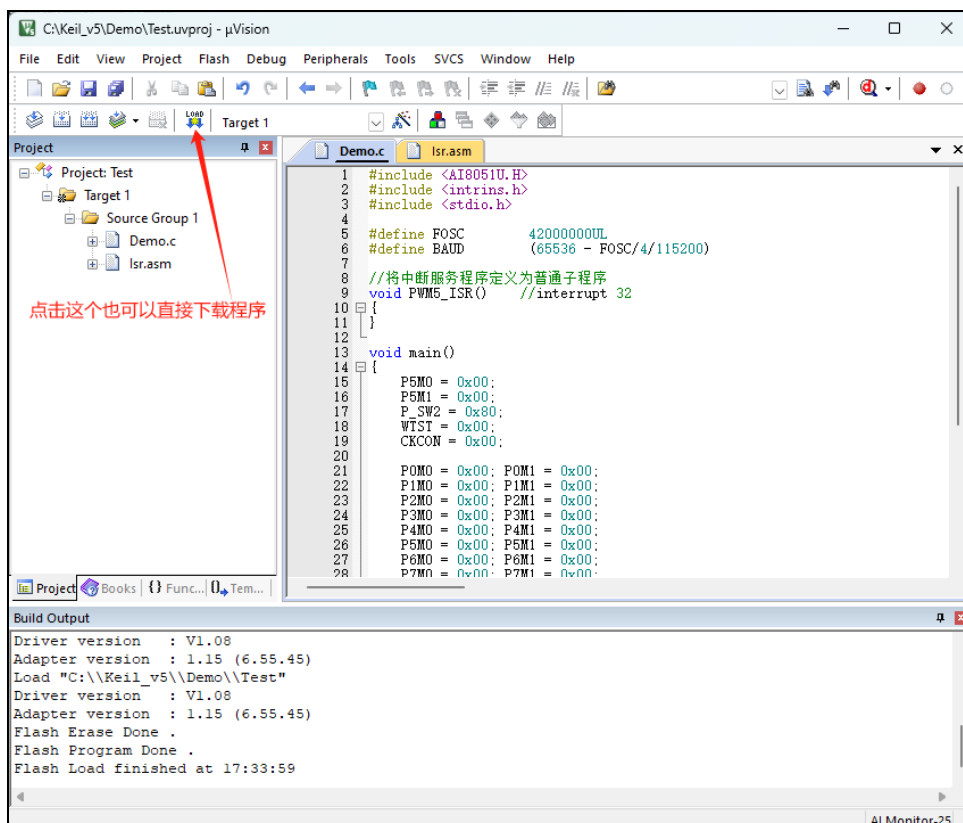 C:\Keil_v5\Demo\Test.uvproj - µVision
File Edit View Project Flash Debug Peripherals Tools SVCS Window Help
LOAD Target 1
Project
Demo.c Isr.asm
Project: Test
Target 1
Source Group 1
Demo.c
Isr.asm
点击这个也可以直接下载程序
1 #include <AI8051U.H>
2 #include <intrins.h>
3 #include <stdio.h>
4
5 #define FOSC 42000000UL
6 #define BAUD (65536 - FOSC/4/115200)
7
8 //将中断服务程序定义为普通子程序
9 void PWM5_ISR() //interrupt 32
10 {
11 }
12
13 void main()
14 {
15 P5M0 = 0x00;
16 P5M1 = 0x00;
17 P_SW2 = 0x80;
18 WTST = 0x00;
19 CKCON = 0x00;
20
21 P0M0 = 0x00; P0M1 = 0x00;
22 P1M0 = 0x00; P1M1 = 0x00;
23 P2M0 = 0x00; P2M1 = 0x00;
24 P3M0 = 0x00; P3M1 = 0x00;
25 P4M0 = 0x00; P4M1 = 0x00;
26 P5M0 = 0x00; P5M1 = 0x00;
27 P6M0 = 0x00; P6M1 = 0x00;
28 P7M0 = 0x00; P7M1 = 0x00;
Project Books {} Func... Tem...
Build Output
Driver version : V1.08
Adapter version : 1.15 (6.55.45)
Load "C:\\Keil_v5\\Demo\\Test"
Driver version : V1.08
Adapter version : 1.15 (6.55.45)
Flash Erase Done .
Flash Program Done .
Flash Load finished at 17:33:59
AI Monitor-25